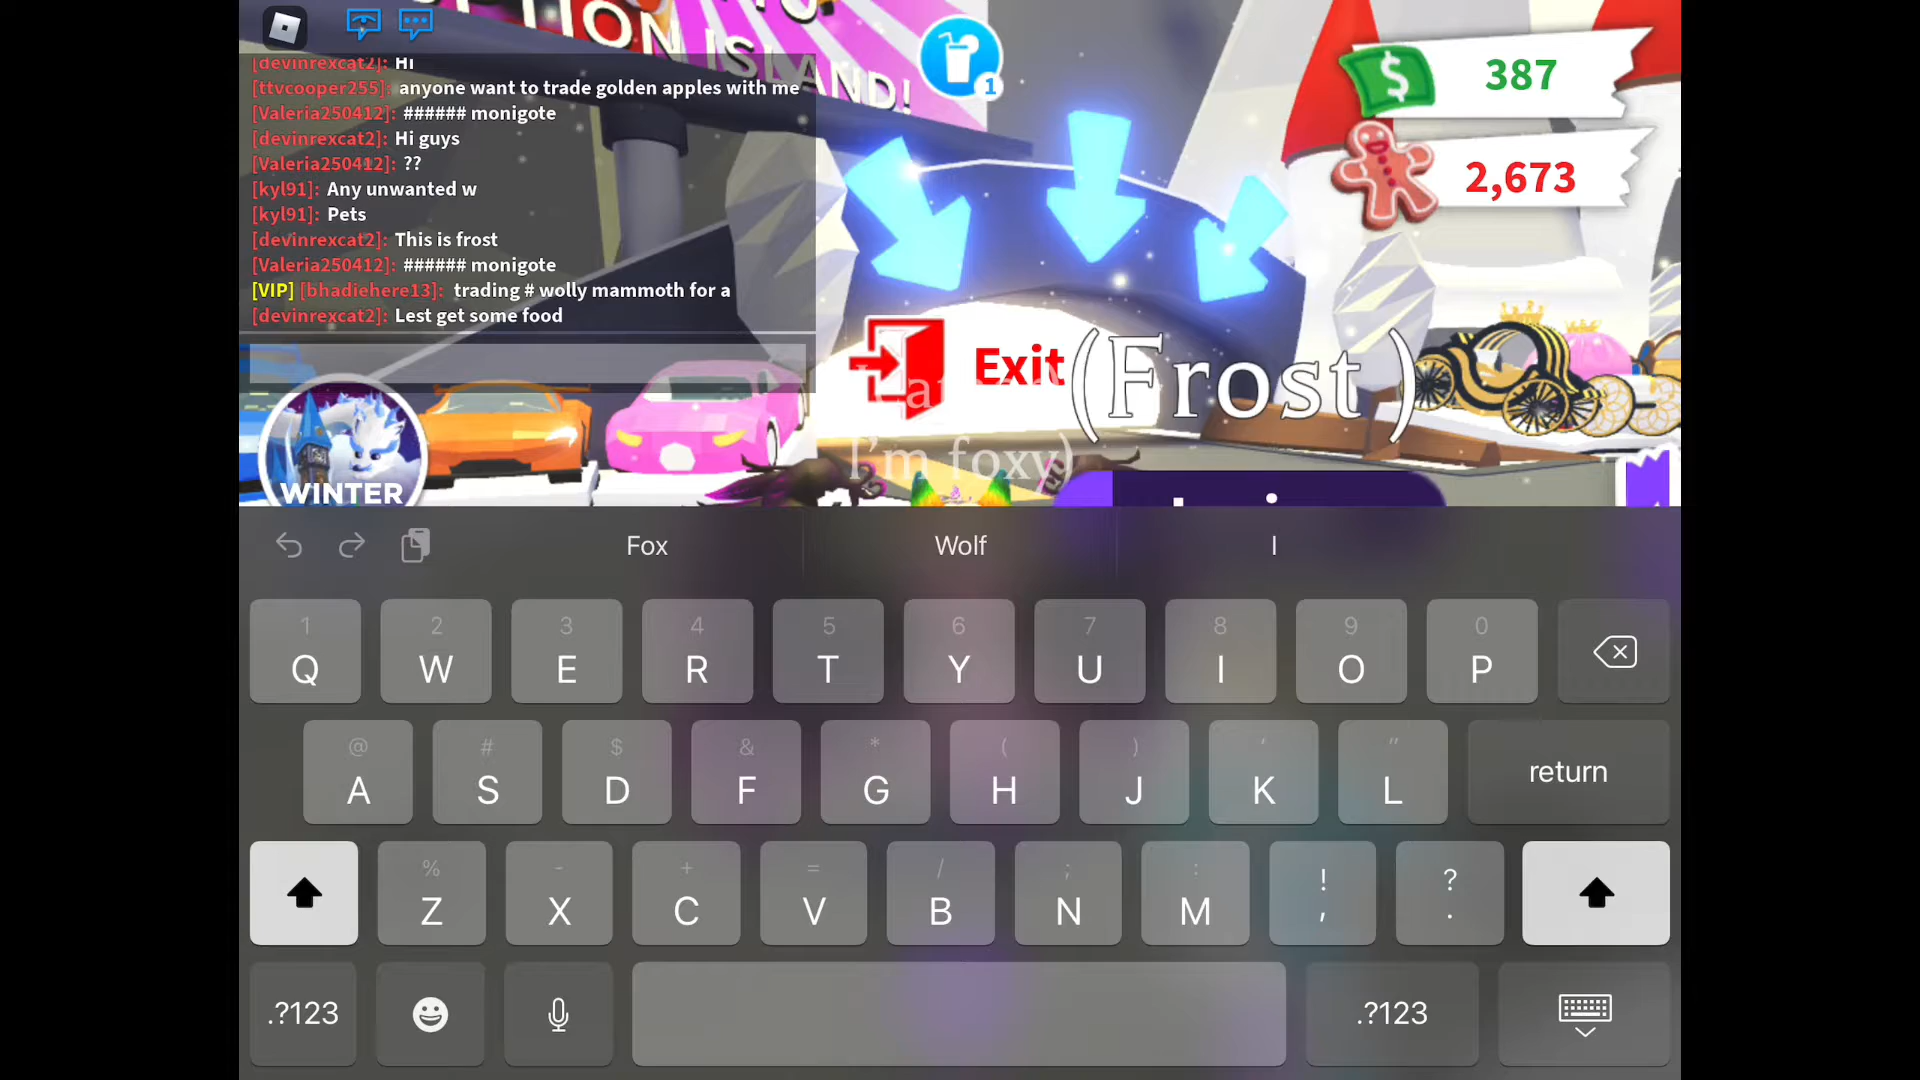 OPTION ISLAND!
[devinrexcat2]: Hi
[ttvcooper255]: anyone want to trade golden apples with me
[Valeria250412]: ###### monigote
[devinrexcat2]: Hi guys
[Valeria250412]: ??
[kyl91]: Any unwanted w
[kyl91]: Pets
[devinrexcat2]: This is frost
[Valeria250412]: ###### monigote
[VIP] [bhadiehere13]: trading # wolly mammoth for a
[devinrexcat2]: Lest get some food
1
387
2,673
Exit
(Frost )
I'm foxy)
WINTER
Fox Wolf I
1 2 3 4 5 6 7 8 9 0
Q W E R T Y U I O P
@ # $ & * ( ) ' "
A S D F G H J K L return
% - + = / ; : ! ?
Z X C V B N M , .
.?123 .?123